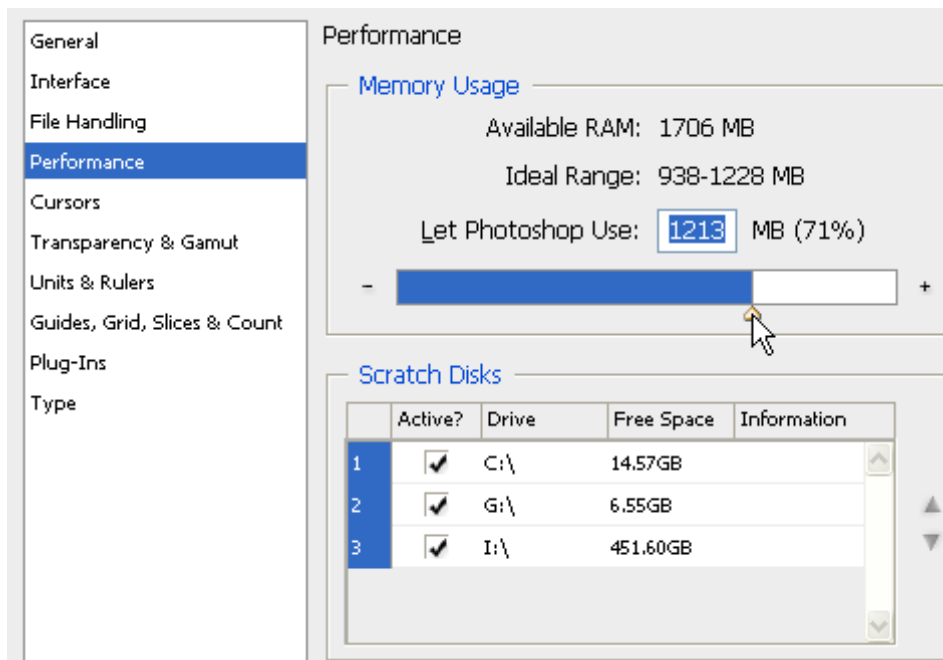 General
Interface
File Handling
Performance
Cursors
Transparency & Gamut
Units & Rulers
Guides, Grid, Slices & Count
Plug-Ins
Type
Performance
Memory Usage
Available RAM: 1706 MB
Ideal Range: 938-1228 MB
Let Photoshop Use: 1213 MB (71%)
- +
Scratch Disks
Active? Drive Free Space Information
1 C:\ 14.57GB
2 G:\ 6.55GB
3 I:\ 451.60GB